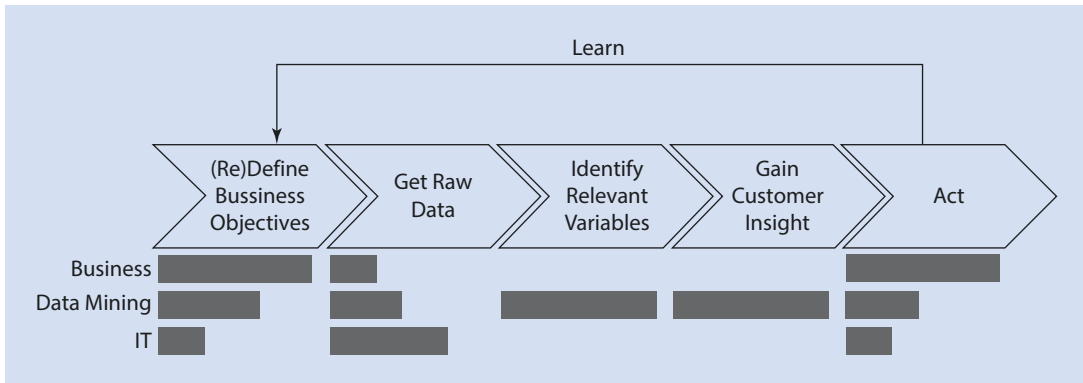 Learn
(Re)Define
Bussiness
Objectives
Get Raw
Data
Identify
Relevant
Variables
Gain
Customer
Insight
Act
Business
Data Mining
IT